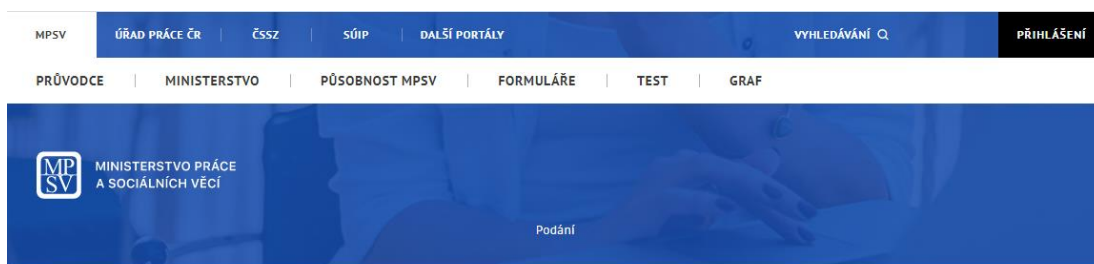 MPSV ÚŘAD PRÁCE ČR ČSSZ SÚIP DALŠÍ PORTÁLY VYHLEDÁVÁNÍ PŘIHLÁŠENÍ
PRŮVODCE MINISTERSTVO PŮSOBNOST MPSV FORMULÁŘE TEST GRAF
MP
SV
MINISTERSTVO PRÁCE
A SOCIÁLNÍCH VĚCÍ
Podání